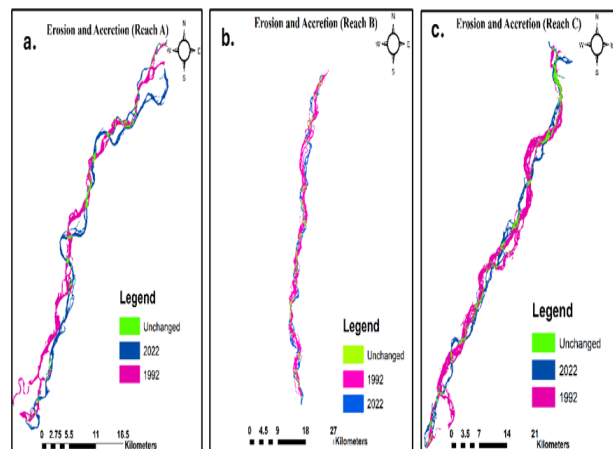 a.
Erosion and Accretion (Reach A)
N
W
E
S
Legend
Unchanged
2022
1992
0 2.75 5.5 11 16.5
Kilometers
b.
Erosion and Accretion (Reach B)
N
W
E
S
Legend
Unchanged
1992
2022
0 4.5 9 18 27
Kilometers
c.
Erosion and Accretion (Reach C)
N
W
E
S
Legend
Unchanged
2022
1992
0 3.5 7 14 21
Kilometers